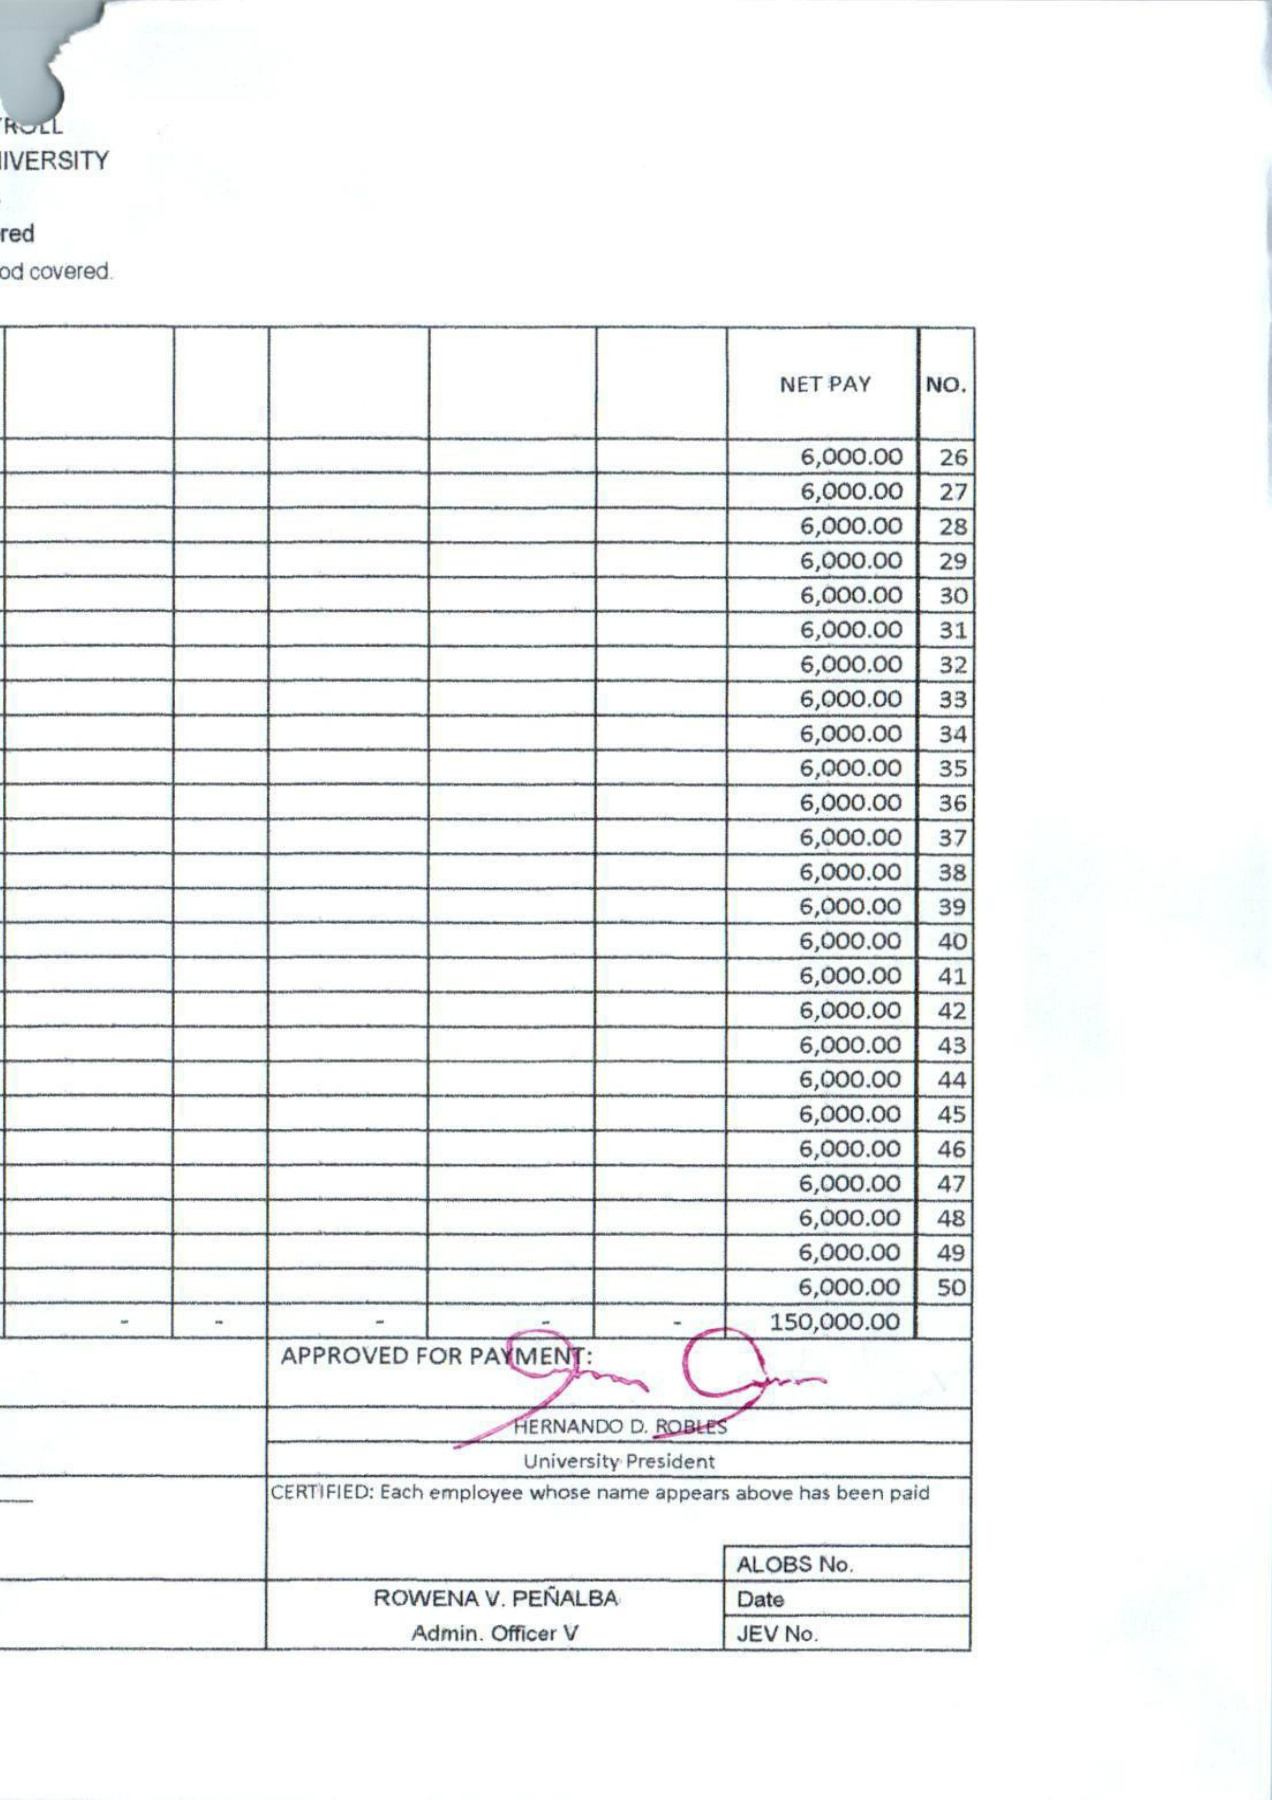 ROLL
IVERSITY
red
od covered.
NET PAY NO.
6,000.00 26
6,000.00 27
6,000.00 28
6,000.00 29
6,000.00 30
6,000.00 31
6,000.00 32
6,000.00 33
6,000.00 34
6,000.00 35
6,000.00 36
6,000.00 37
6,000.00 38
6,000.00 39
6,000.00 40
6,000.00 41
6,000.00 42
6,000.00 43
6,000.00 44
6,000.00 45
6,000.00 46
6,000.00 47
6,000.00 48
6,000.00 49
6,000.00 50
- - - - - 150,000.00
APPROVED FOR PAYMENT:
HERNANDO D. ROBLES
University President
CERTIFIED: Each employee whose name appears above has been paid
ALOBS No.
ROWENA V. PEÑALBA Date
Admin. Officer V JEV No.